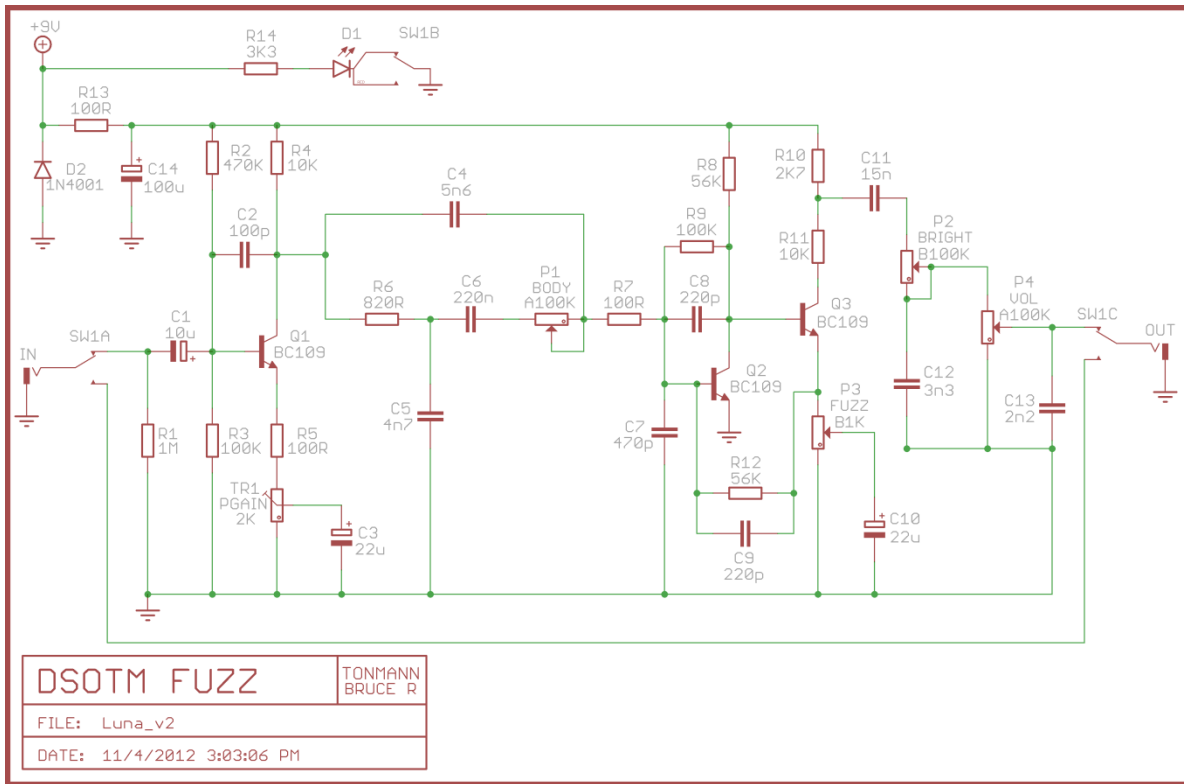 +9V
R14
3K3
D1
SW1B
R13
100R
D2
1N4001
C14
100u
R2
470K
R4
10K
C2
100p
C4
5n6
R8
56K
R10
2K7
C11
15n
R9
100K
R11
10K
P2
BRIGHT
B100K
R6
820R
C6
220n
P1
BODY
A100K
R7
100R
C8
220p
Q3
BC109
P4
VOL
A100K
SW1C
OUT
IN
SW1A
C1
10u
Q1
BC109
Q2
BC109
C12
3n3
C13
2n2
P3
FUZZ
B1K
C5
4n7
C7
470p
R1
1M
R3
100K
R5
100R
TR1
PGAIN
2K
C3
22u
R12
56K
C9
220p
C10
22u
DSOTM FUZZ
TONMANN
BRUCE R
FILE: Luna_v2
DATE: 11/4/2012 3:03:06 PM